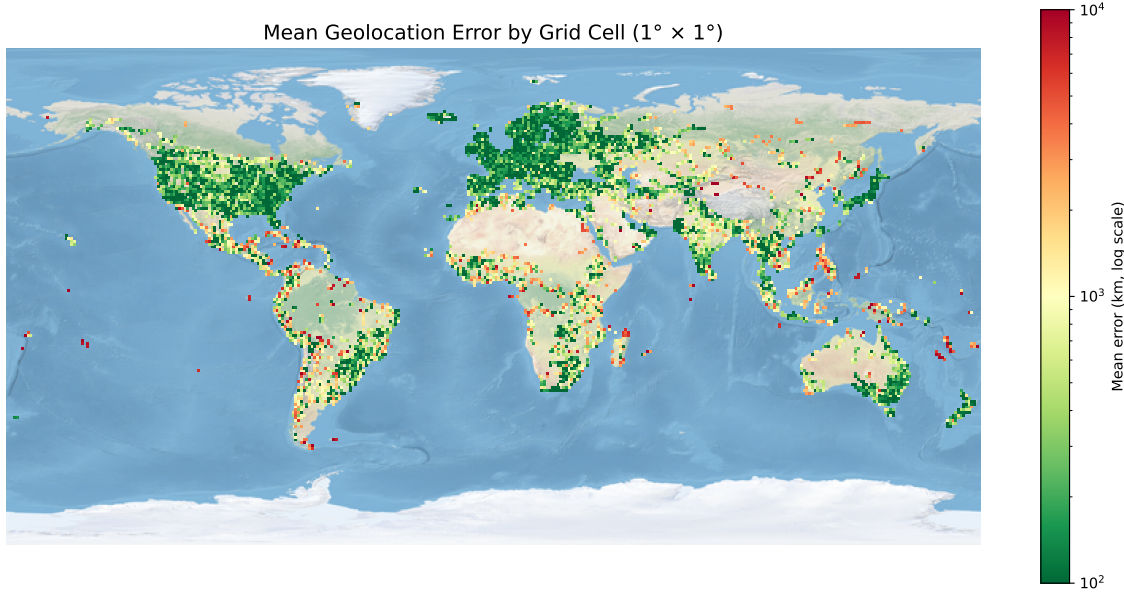 Mean Geolocation Error by Grid Cell (1° × 1°)
10⁴
10³
10²
Mean error (km, log scale)